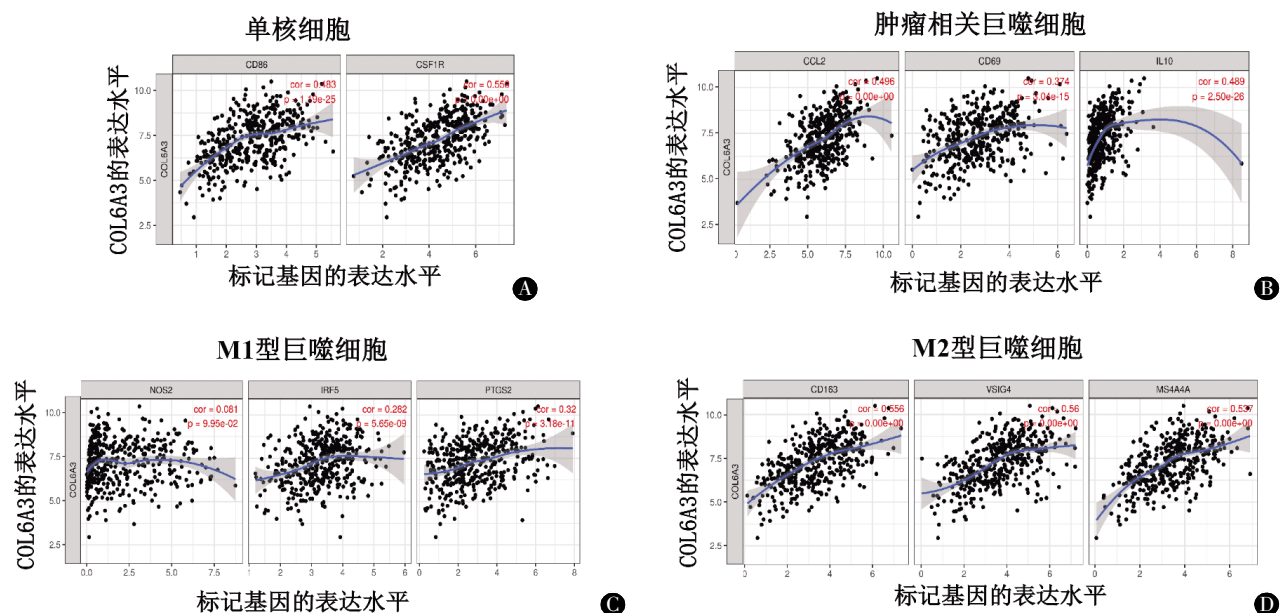 单核细胞
COL6A3的表达水平
CD86
CSF1R
cor = 0.483
p = 1.19e-25
p = 0.00e+00
COL6A3
10.0
7.5
5.0
2.5
1 2 3 4 5
2 4 6
标记基因的表达水平
A
肿瘤相关巨噬细胞
COL6A3的表达水平
CCL2
CD69
IL10
cor = 0.496
p = 0.00e+00
cor = 0.374
cor = 0.489
p = 2.50e-26
COL6A3
10.0
7.5
5.0
2.5
0 2.5 5.0 7.5 10.0
0 2 4 6
0 2 4 6 8
标记基因的表达水平
B
M1型巨噬细胞
COL6A3的表达水平
NOS2
IRF5
PTGS2
cor = 0.081
p = 9.95e-02
cor = 0.282
p = 5.65e-09
cor = 0.32
p = 3.18e-11
COL6A3
10.0
7.5
5.0
2.5
0.0 2.5 5.0 7.5
1 2 3 4 5 6
0 2 4 6 8
标记基因的表达水平
C
M2型巨噬细胞
COL6A3的表达水平
CD163
VSIG4
MS4A4A
cor = 0.556
p = 0.00e+00
cor = 0.56
p = 0.00e+00
cor = 0.537
p = 0.00e+00
COL6A3
10.0
7.5
5.0
2.5
0 2 4 6
0 2 4 6
0 2 4 6
标记基因的表达水平
D